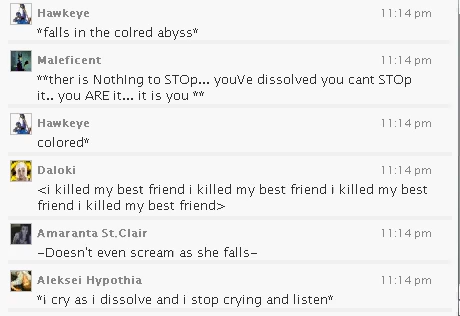 Hawkeye 11:14 pm
*falls in the colred abyss*
Maleficent 11:14 pm
**ther is NothIng to STOp... youVe dissolved you cant STOp
it.. you ARE it... it is you **
Hawkeye 11:14 pm
colored*
Daloki 11:14 pm
<i killed my best friend i killed my best friend i killed my best
friend i killed my best friend>
Amaranta St.Clair 11:14 pm
~Doesn't even scream as she falls~
Aleksei Hypothia 11:14 pm
*i cry as i dissolve and i stop crying and listen*